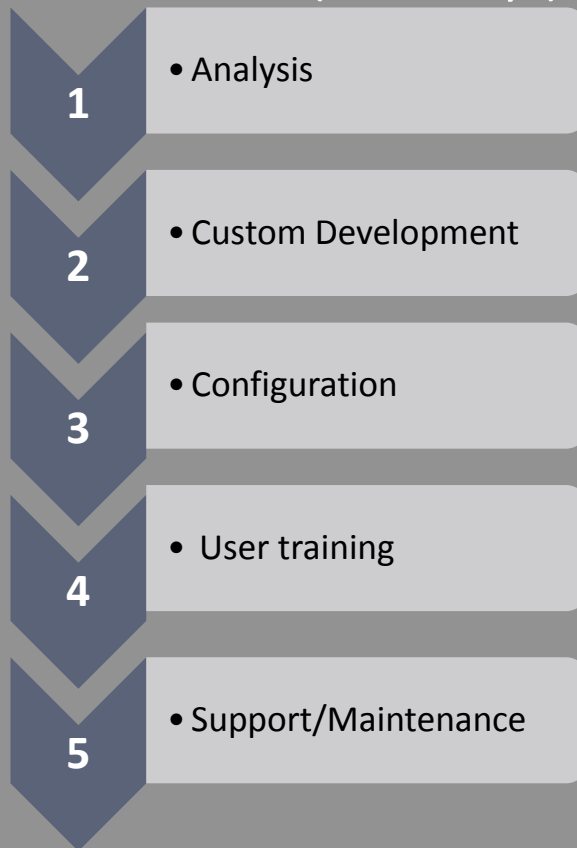 1
• Analysis
2
• Custom Development
3
• Configuration
4
• User training
5
• Support/Maintenance